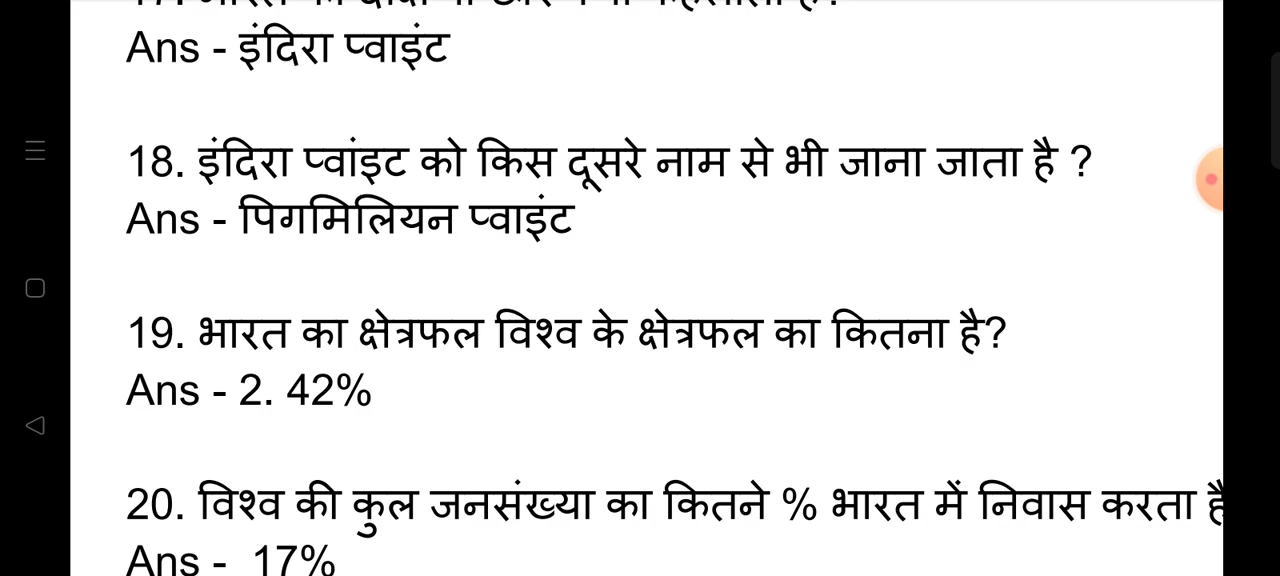 Ans - इंदिरा प्वाइंट
18. इंदिरा प्वांइट को किस दूसरे नाम से भी जाना जाता है ?
Ans - पिगमिलियन प्वाइंट
19. भारत का क्षेत्रफल विश्व के क्षेत्रफल का कितना है?
Ans - 2. 42%
20. विश्व की कुल जनसंख्या का कितने % भारत में निवास करता है
Ans - 17%